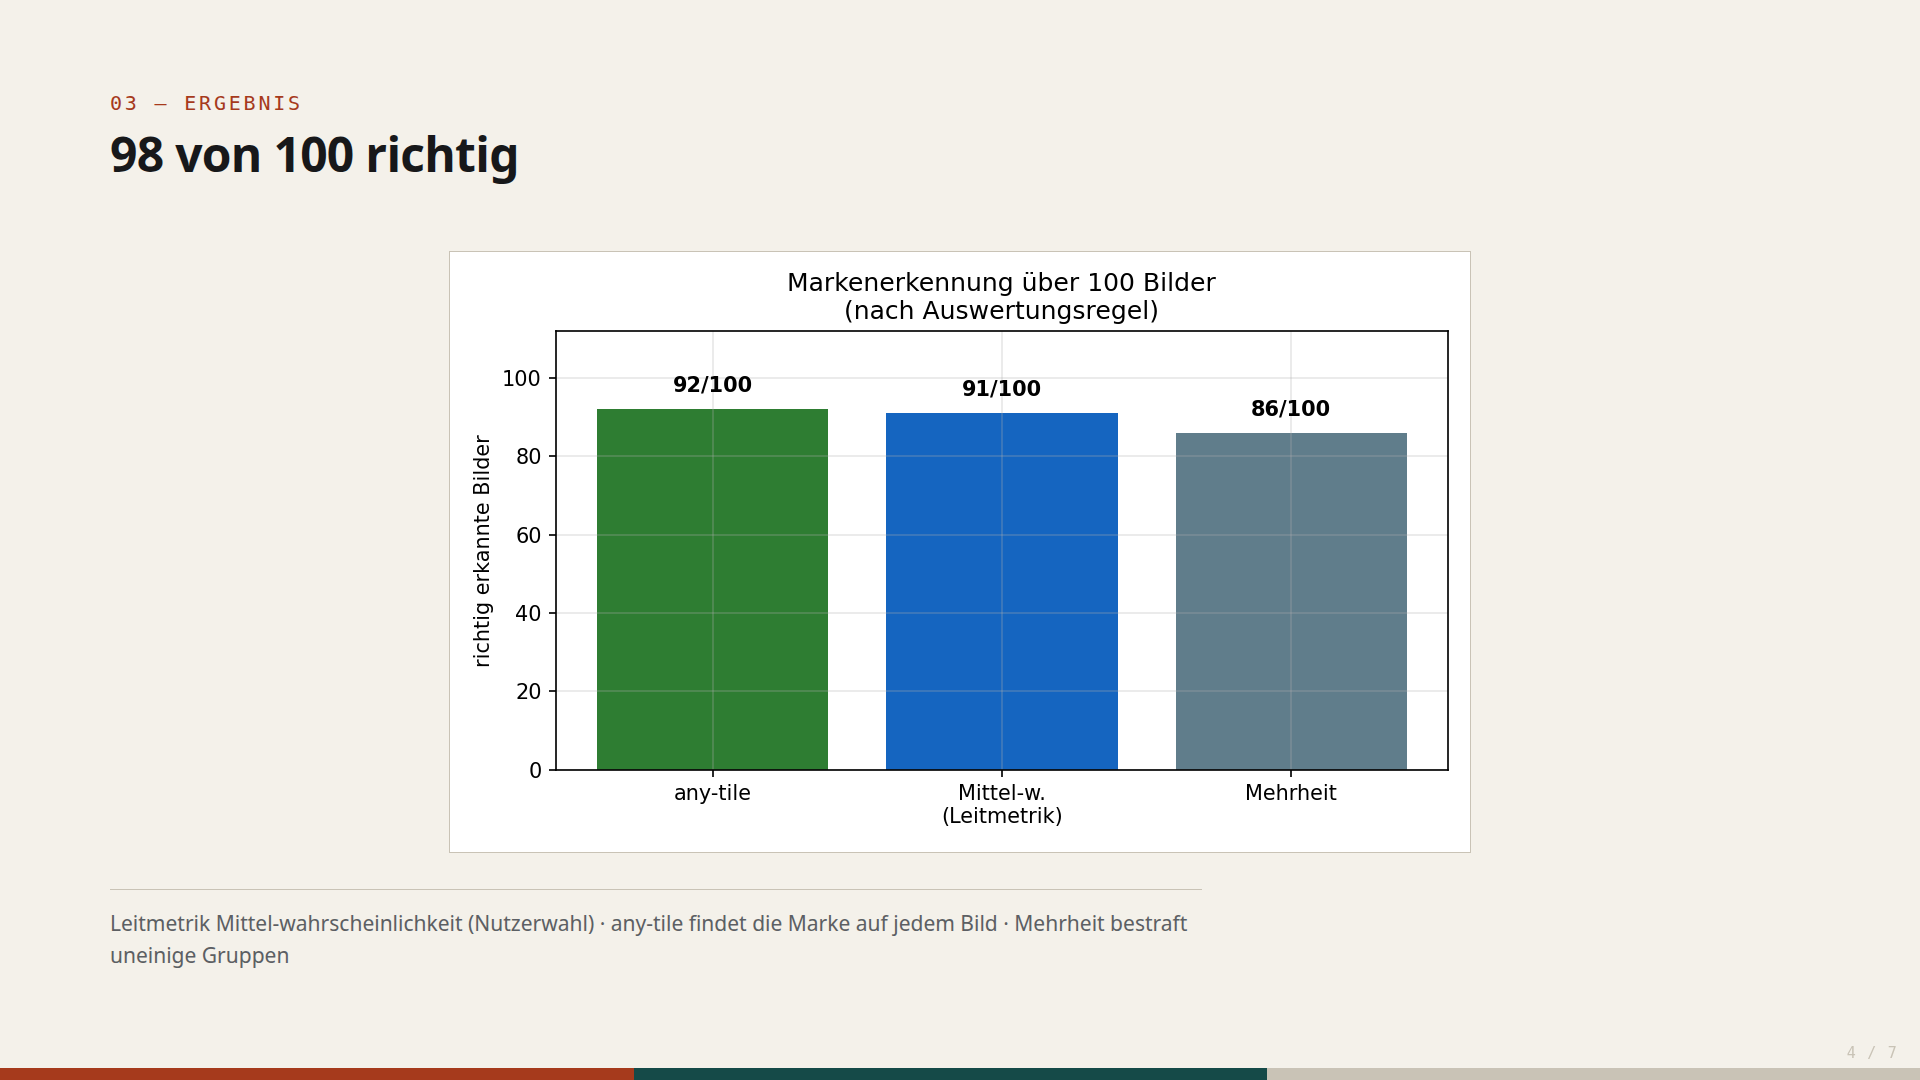 03 — ERGEBNIS
98 von 100 richtig
Markenerkennung über 100 Bilder
(nach Auswertungsregel)
richtig erkannte Bilder
100
80
60
40
20
0
92/100
91/100
86/100
any-tile
Mittel-w.
(Leitmetrik)
Mehrheit
Leitmetrik Mittel-wahrscheinlichkeit (Nutzerwahl) · any-tile findet die Marke auf jedem Bild · Mehrheit bestraft
uneinige Gruppen
4 / 7